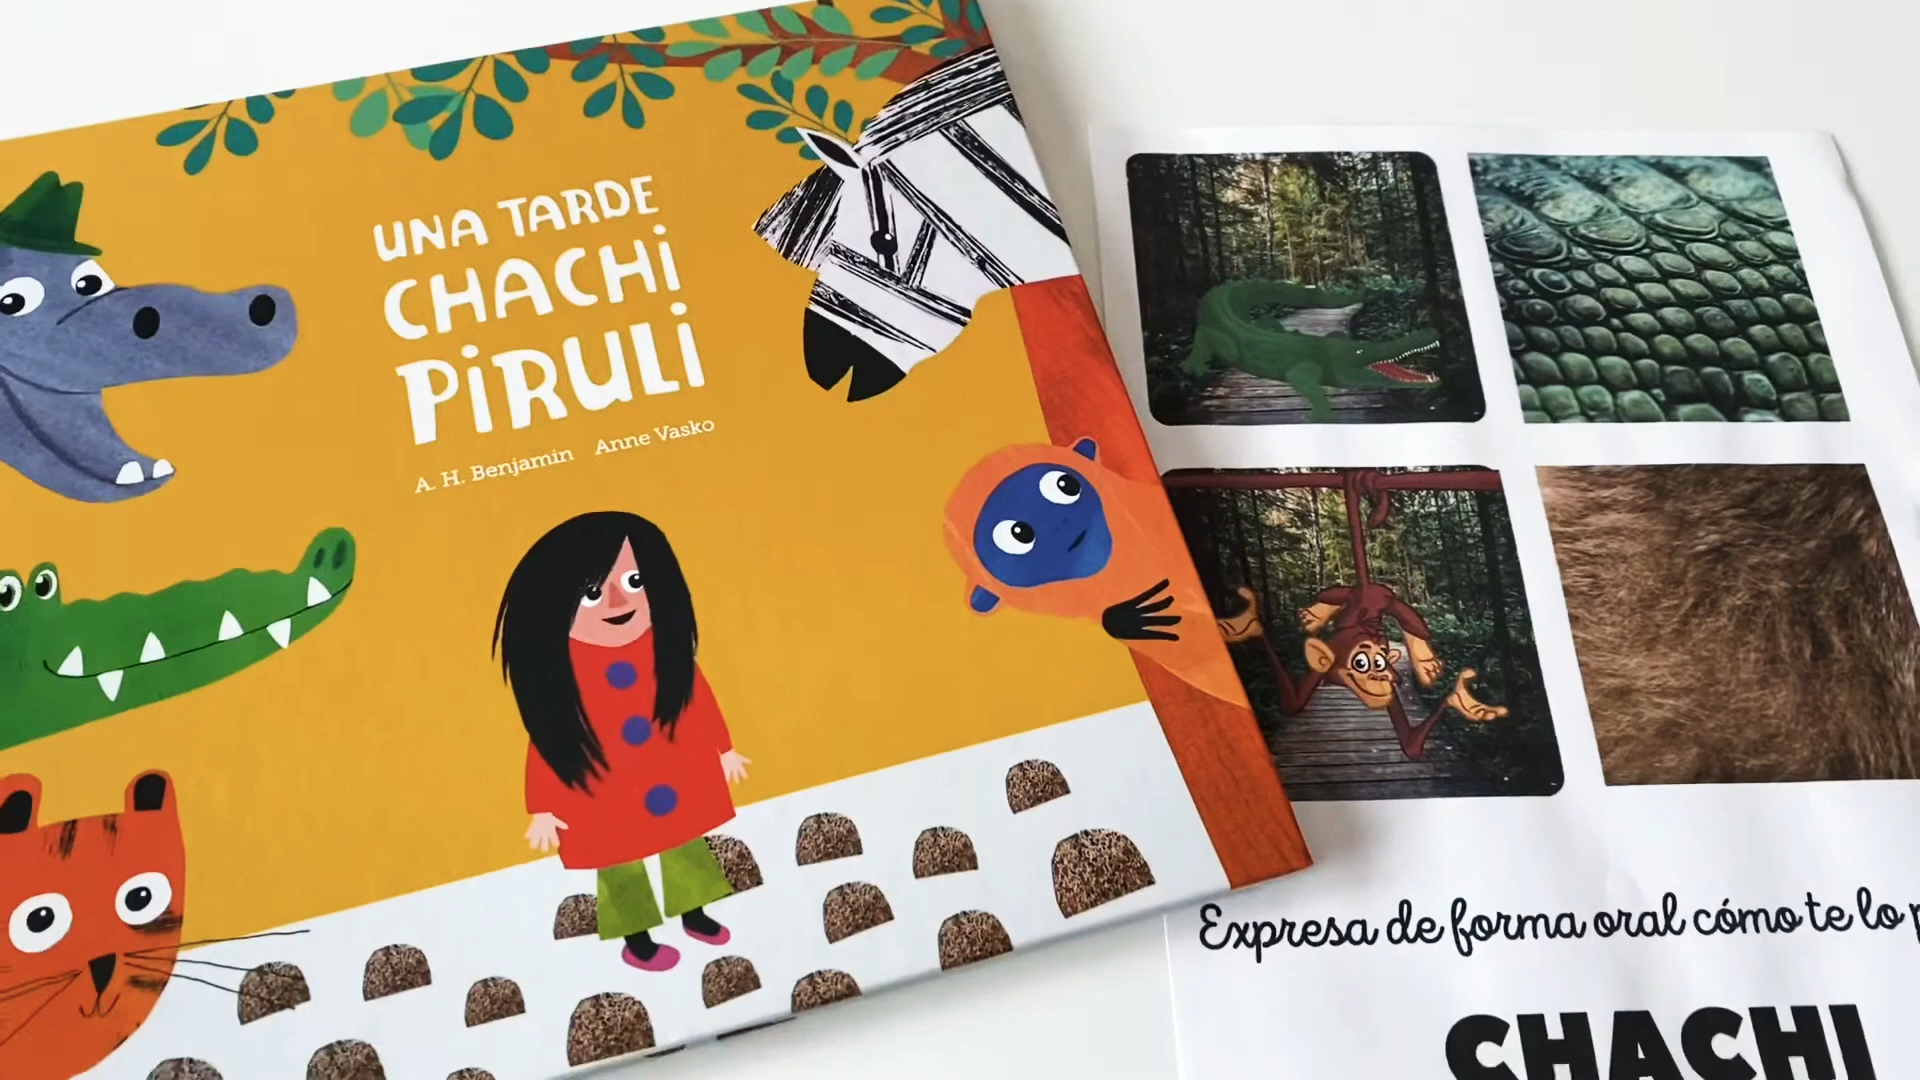 UNA TARDE
CHACHI
PiRULi
A. H. Benjamin Anne Vasko
Expresa de forma oral cómo te lo
CHACHI